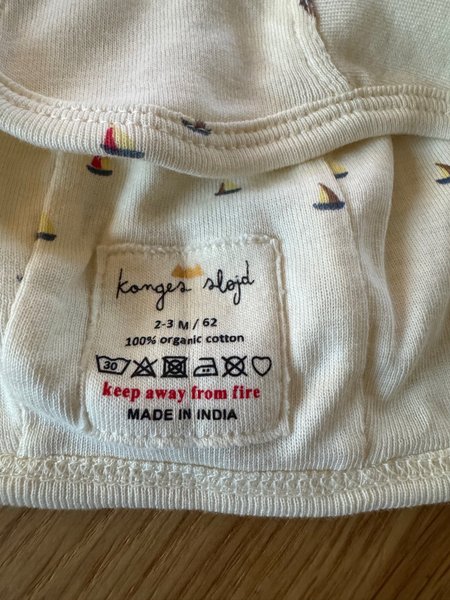 konges sløjd
2-3 M / 62
100% organic cotton
30
keep away from fire
MADE IN INDIA